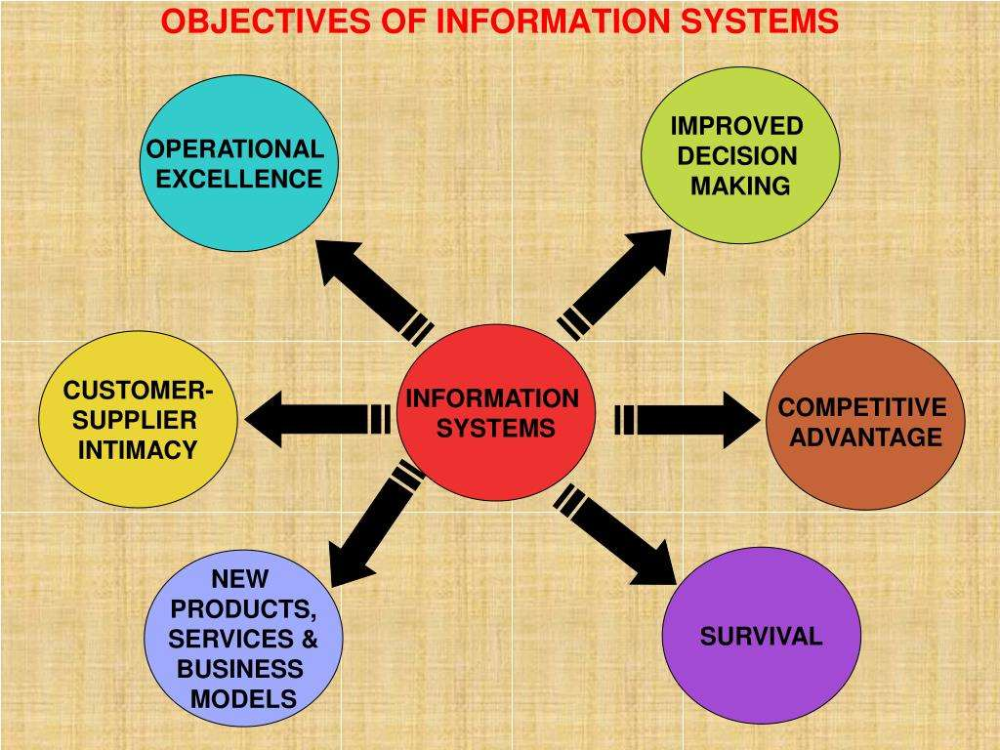 OBJECTIVES OF INFORMATION SYSTEMS
OPERATIONAL
EXCELLENCE
IMPROVED
DECISION
MAKING
CUSTOMER-
SUPPLIER
INTIMACY
INFORMATION
SYSTEMS
COMPETITIVE
ADVANTAGE
NEW
PRODUCTS,
SERVICES &
BUSINESS
MODELS
SURVIVAL